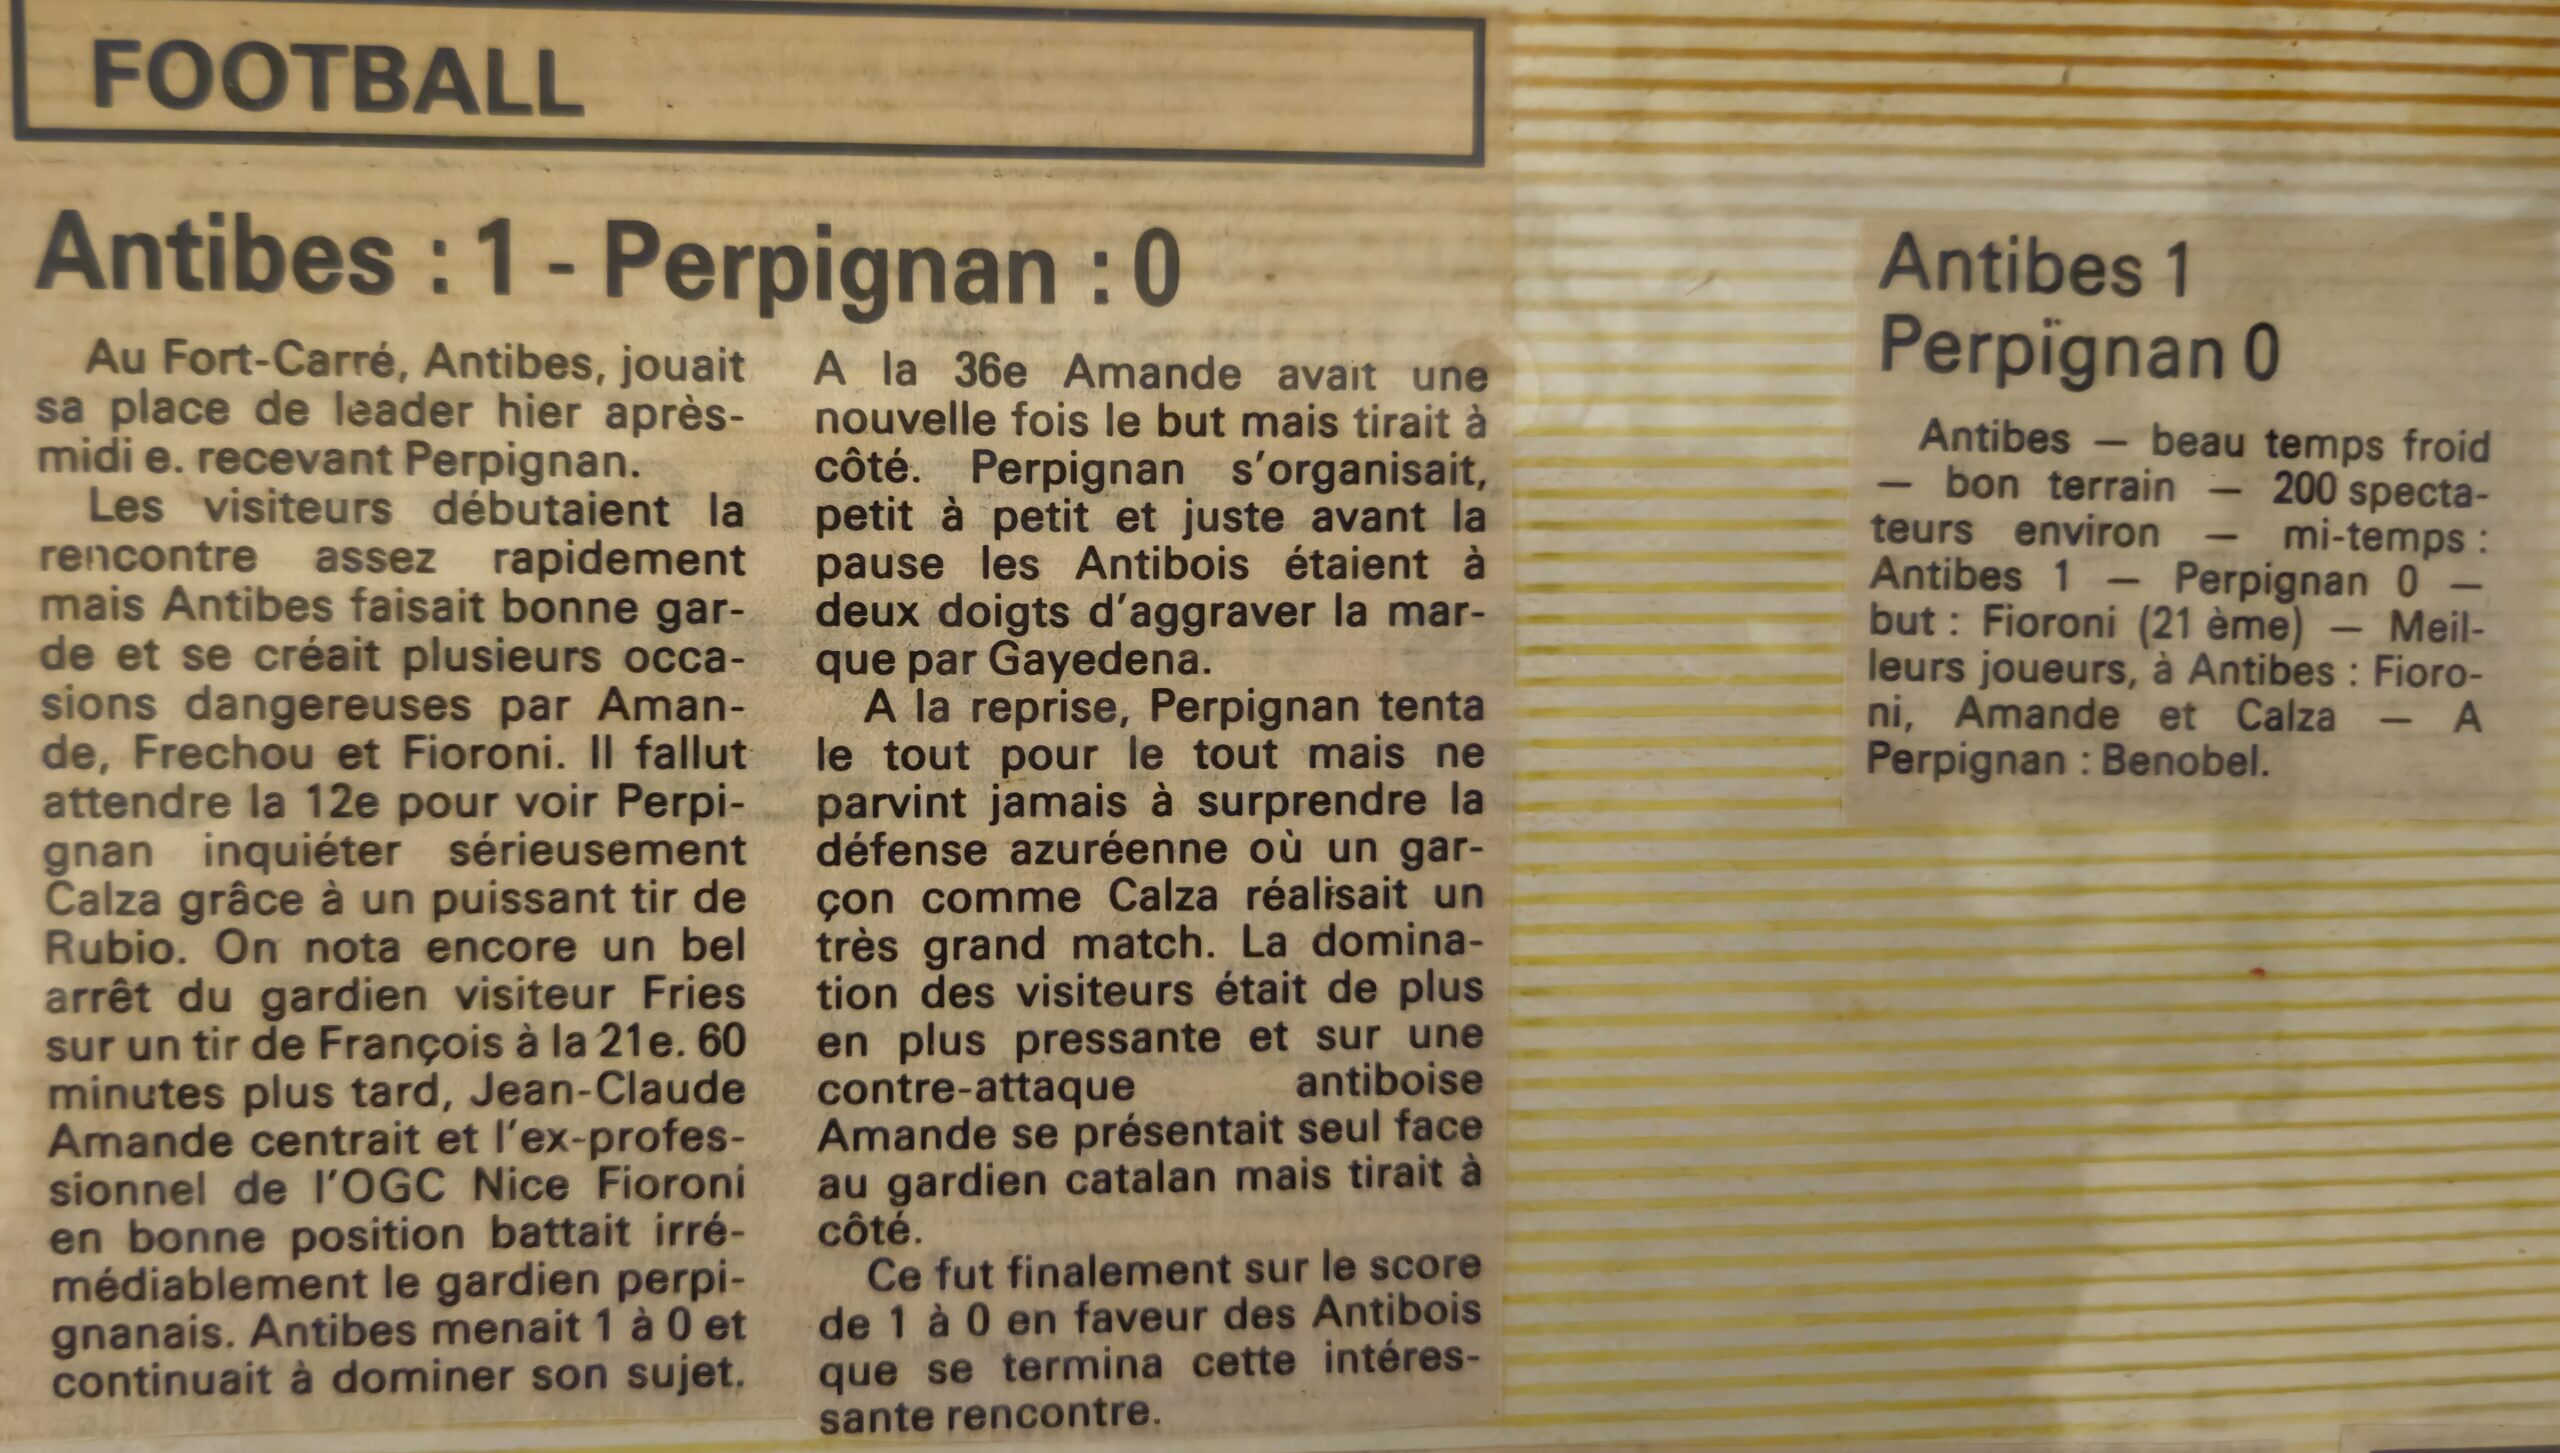 FOOTBALL
Antibes : 1 - Perpignan : 0
Au Fort-Carré, Antibes, jouait
sa place de leader hier après-
midi e. recevant Perpignan.
Les visiteurs débutaient la
rencontre assez rapidement
mais Antibes faisait bonne gar-
de et se créait plusieurs occa-
sions dangereuses par Aman-
de, Frechou et Fioroni. Il fallut
attendre la 12e pour voir Perpi-
gnan inquiéter sérieusement
Calza grâce à un puissant tir de
Rubio. On nota encore un bel
arrêt du gardien visiteur Fries
sur un tir de François à la 21e. 60
minutes plus tard, Jean-Claude
Amande centrait et l'ex-profes-
sionnel de l'OGC Nice Fioroni
en bonne position battait irré-
médiablement le gardien perpi-
gnanais. Antibes menait 1 à 0 et
continuait à dominer son sujet.
A la 36e Amande avait une
nouvelle fois le but mais tirait à
côté. Perpignan s'organisait,
petit à petit et juste avant la
pause les Antibois étaient à
deux doigts d'aggraver la mar-
que par Gayedena.
A la reprise, Perpignan tenta
le tout pour le tout mais ne
parvint jamais à surprendre la
défense azuréenne où un gar-
çon comme Calza réalisait un
très grand match. La domina-
tion des visiteurs était de plus
en plus pressante et sur une
contre-attaque antiboise
Amande se présentait seul face
au gardien catalan mais tirait à
côté.
Ce fut finalement sur le score
de 1 à 0 en faveur des Antibois
que se termina cette intéres-
sante rencontre.
Antibes 1
Perpignan 0
Antibes — beau temps froid
— bon terrain — 200 specta-
teurs environ — mi-temps :
Antibes 1 — Perpignan 0 —
but : Fioroni (21 ème) — Meil-
leurs joueurs, à Antibes : Fioro-
ni, Amande et Calza — A
Perpignan : Benobel.